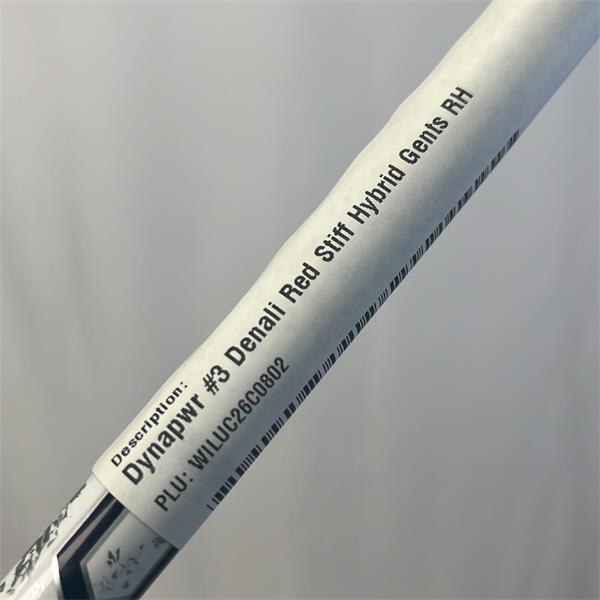 Description:
Dynapwr #3 Denali Red Stiff Hybrid Gents RH
PLU: WILUC26C0802